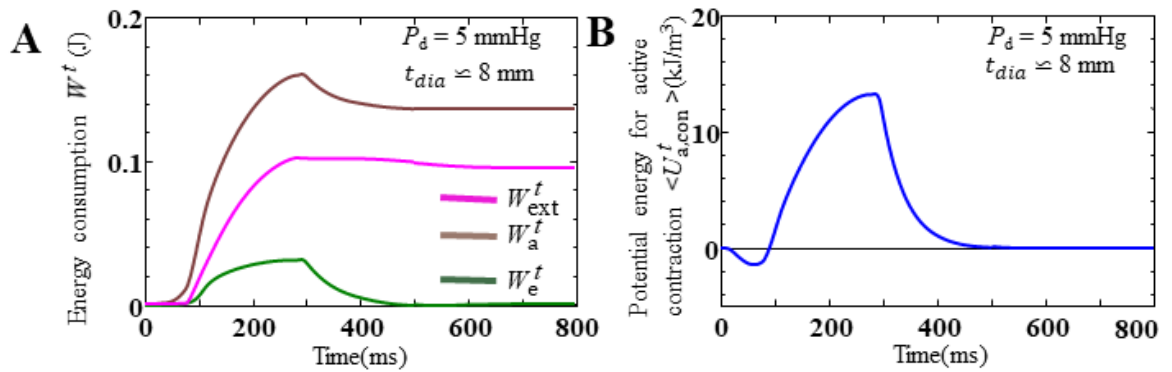 A
Energy consumption W^t (J)
0.2
0.1
0
P_d = 5 mmHg
t_dia ≌ 8 mm
W^t_ext
W^t_a
W^t_e
0 200 400 600 800
Time(ms)
B
Potential energy for active
contraction <U^t_a,con >(kJ/m³)
20
10
0
P_d = 5 mmHg
t_dia ≌ 8 mm
0 200 400 600 800
Time(ms)